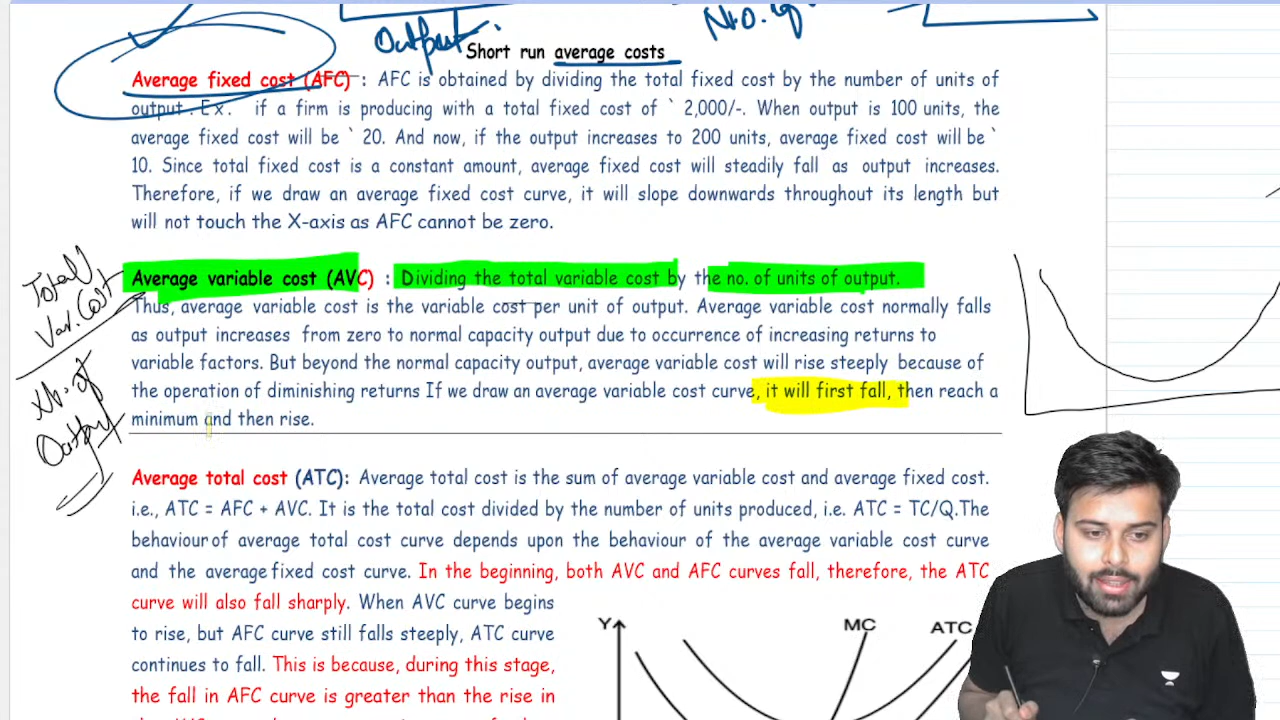 Output
No. of
Short run average costs
Average fixed cost (AFC) : AFC is obtained by dividing the total fixed cost by the number of units of
output . Ex. if a firm is producing with a total fixed cost of ` 2,000/-. When output is 100 units, the
average fixed cost will be ` 20. And now, if the output increases to 200 units, average fixed cost will be `
10. Since total fixed cost is a constant amount, average fixed cost will steadily fall as output increases.
Therefore, if we draw an average fixed cost curve, it will slope downwards throughout its length but
will not touch the X-axis as AFC cannot be zero.
Average variable cost (AVC) : Dividing the total variable cost by the no. of units of output.
Thus, average variable cost is the variable cost per unit of output. Average variable cost normally falls
as output increases from zero to normal capacity output due to occurrence of increasing returns to
variable factors. But beyond the normal capacity output, average variable cost will rise steeply because of
the operation of diminishing returns If we draw an average variable cost curve, it will first fall, then reach a
minimum and then rise.
Total
Var. Cost
No. of
Output
Average total cost (ATC): Average total cost is the sum of average variable cost and average fixed cost.
i.e., ATC = AFC + AVC. It is the total cost divided by the number of units produced, i.e. ATC = TC/Q.The
behaviour of average total cost curve depends upon the behaviour of the average variable cost curve
and the average fixed cost curve. In the beginning, both AVC and AFC curves fall, therefore, the ATC
curve will also fall sharply. When AVC curve begins
to rise, but AFC curve still falls steeply, ATC curve
continues to fall. This is because, during this stage,
the fall in AFC curve is greater than the rise in
Y
MC
ATC